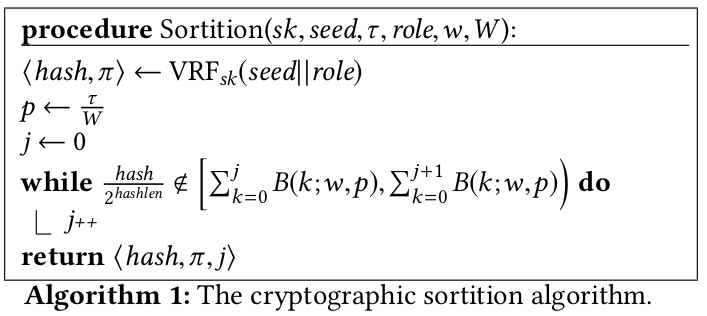 procedure Sortition(sk, seed, τ, role, w, W):
⟨hash, π⟩ ← VRF_sk(seed||role)
p ← τ/W
j ← 0
while hash/2^hashlen ∉ [∑_{k=0}^{j} B(k; w, p), ∑_{k=0}^{j+1} B(k; w, p)) do
j++
return ⟨hash, π, j⟩
Algorithm 1: The cryptographic sortition algorithm.